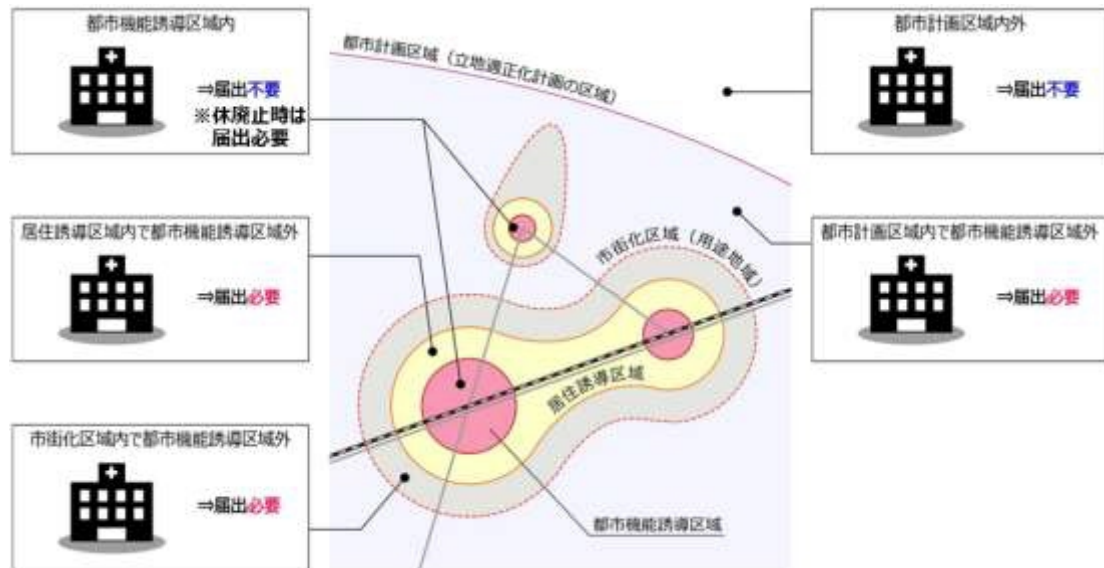 都市機能誘導区域内
⇒届出不要
※休廃止時は
届出必要
居住誘導区域内で都市機能誘導区域外
⇒届出必要
市街化区域内で都市機能誘導区域外
⇒届出必要
都市計画区域（立地適正化計画の区域）
市街化区域（用途地域）
居住誘導区域
都市機能誘導区域
都市計画区域内外
⇒届出不要
都市計画区域内で都市機能誘導区域外
⇒届出必要